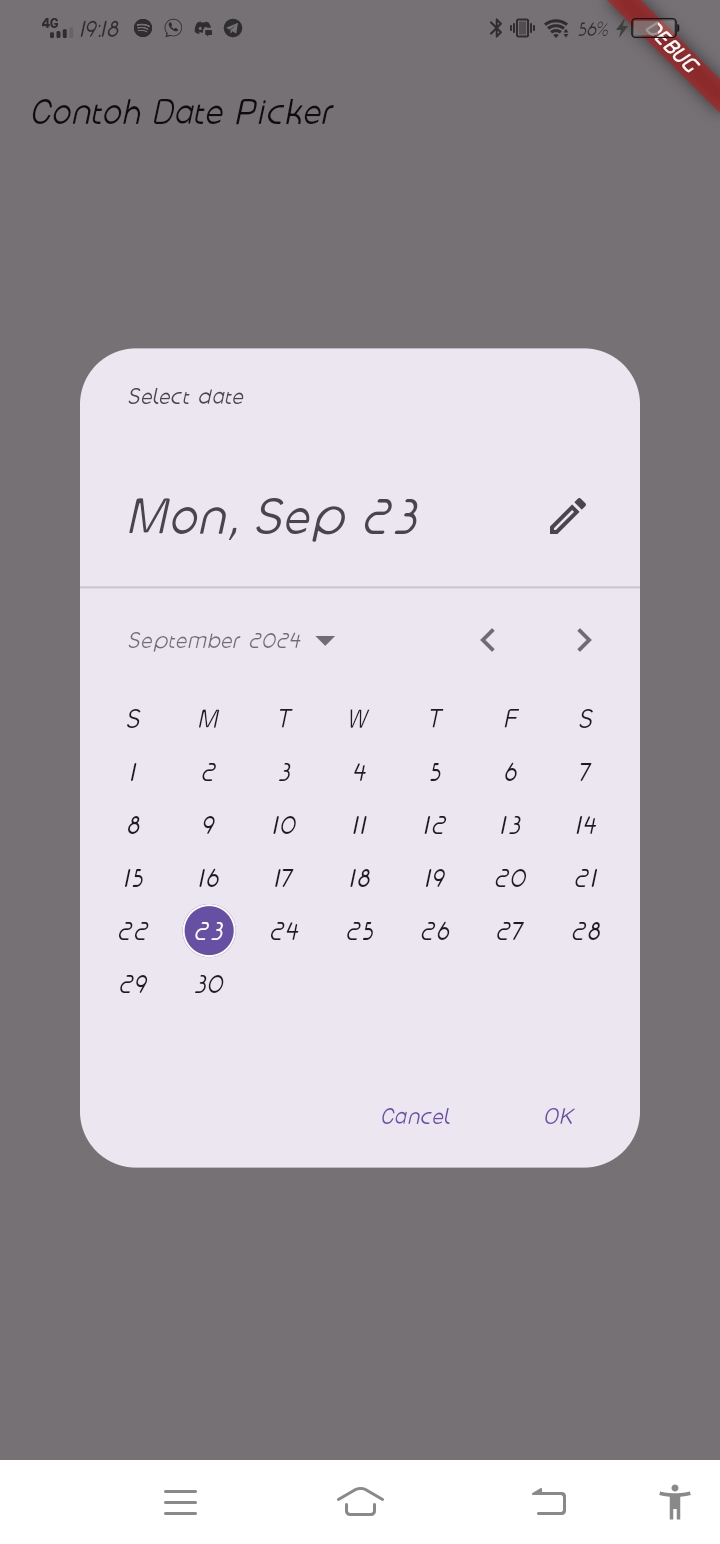 4G 19:18 56%
DEBUG
Contoh Date Picker
Select date
Mon, Sep 23
September 2024
S M T W T F S
1 2 3 4 5 6 7
8 9 10 11 12 13 14
15 16 17 18 19 20 21
22 23 24 25 26 27 28
29 30
Cancel OK